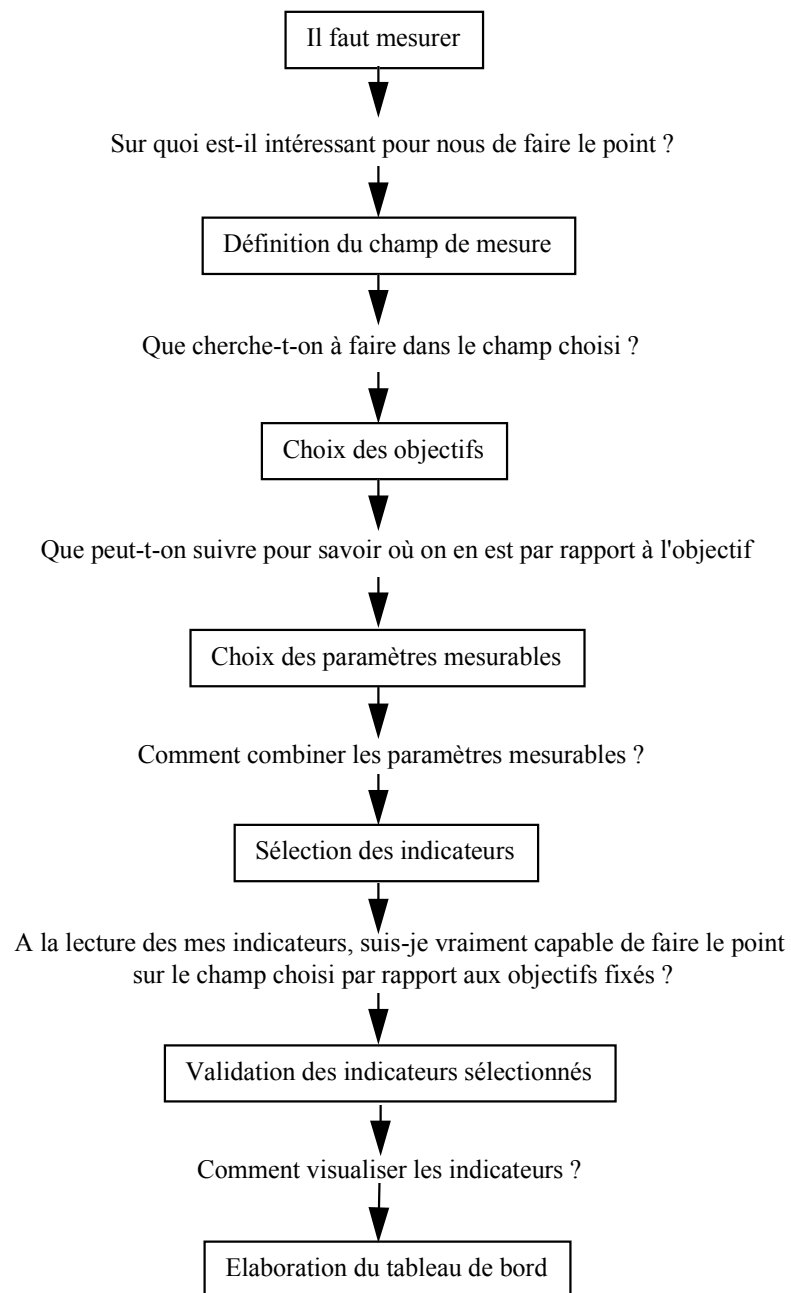 Il faut mesurer
Sur quoi est-il intéressant pour nous de faire le point ?
Définition du champ de mesure
Que cherche-t-on à faire dans le champ choisi ?
Choix des objectifs
Que peut-t-on suivre pour savoir où on en est par rapport à l'objectif
Choix des paramètres mesurables
Comment combiner les paramètres mesurables ?
Sélection des indicateurs
A la lecture des mes indicateurs, suis-je vraiment capable de faire le point
sur le champ choisi par rapport aux objectifs fixés ?
Validation des indicateurs sélectionnés
Comment visualiser les indicateurs ?
Elaboration du tableau de bord